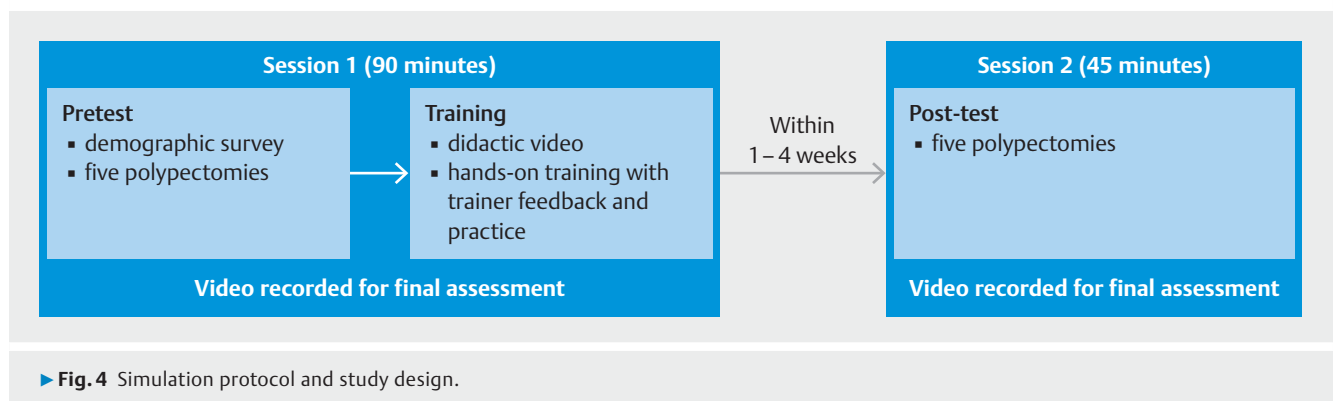 Session 1 (90 minutes)
Pretest
▪ demographic survey
▪ five polypectomies
Training
▪ didactic video
▪ hands-on training with
trainer feedback and
practice
Video recorded for final assessment
Within
1 – 4 weeks
Session 2 (45 minutes)
Post-test
▪ five polypectomies
Video recorded for final assessment
▶ Fig. 4 Simulation protocol and study design.